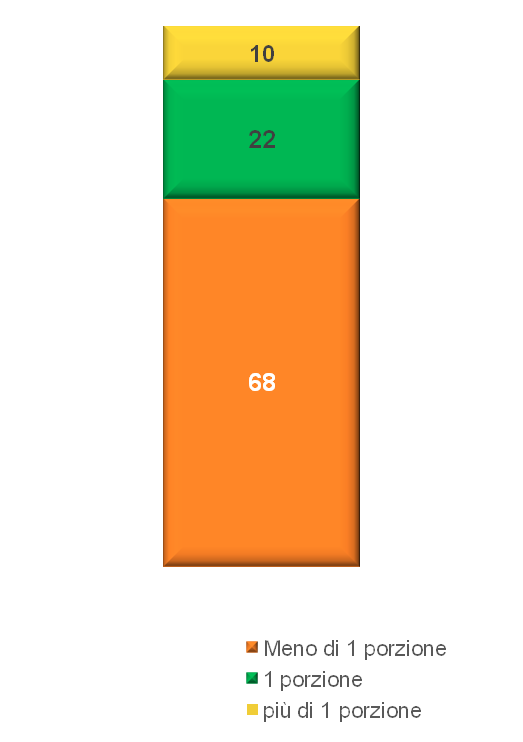 10
22
68
Meno di 1 porzione
1 porzione
più di 1 porzione